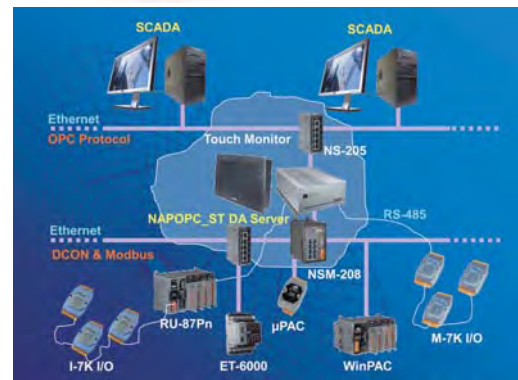 SCADA
SCADA
Ethernet
OPC Protocol
Touch Monitor
NS-205
NAPOPC_ST DA Server
Ethernet
RS-485
DCON & Modbus
NSM-208
RU-87Pn
µPAC
M-7K I/O
I-7K I/O
ET-6000
WinPAC